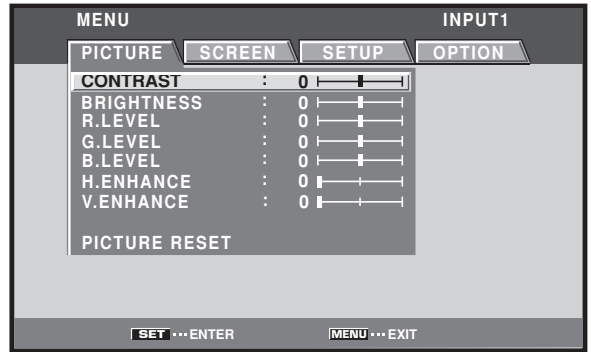 MENU INPUT1
PICTURE SCREEN SETUP OPTION
CONTRAST : 0
BRIGHTNESS : 0
R.LEVEL : 0
G.LEVEL : 0
B.LEVEL : 0
H.ENHANCE : 0
V.ENHANCE : 0
PICTURE RESET
SET ··· ENTER MENU ··· EXIT